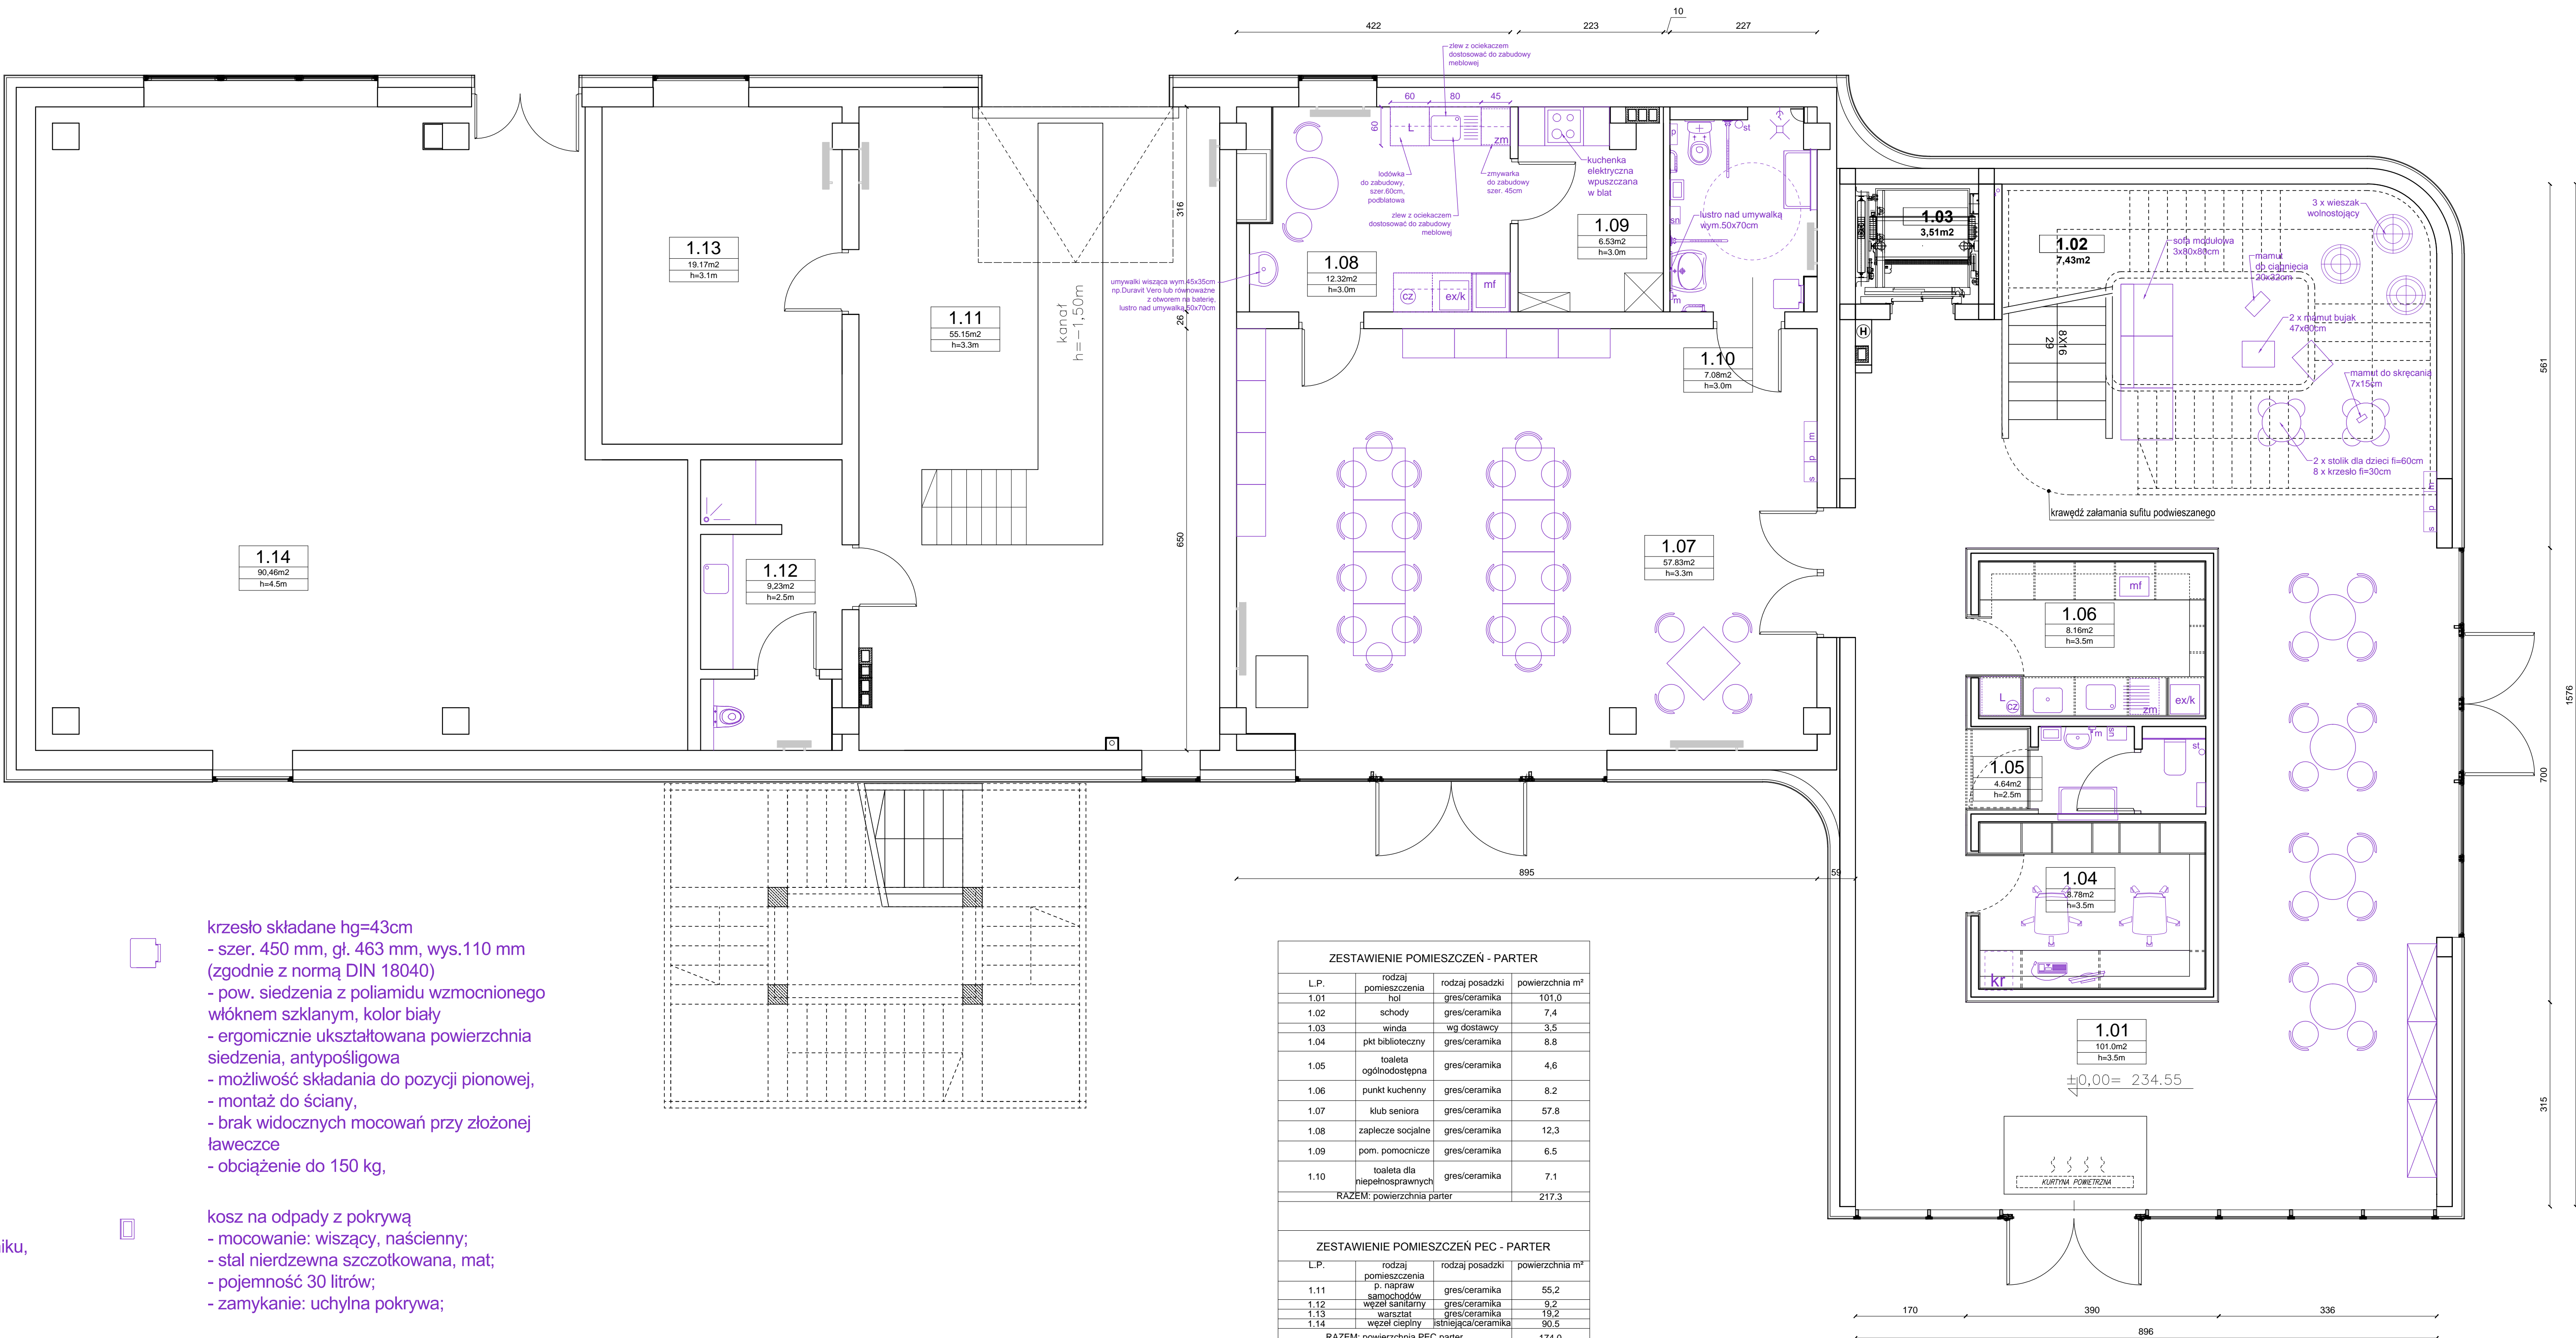 422
223
10
227
zlew z ociekaczem
dostosować do zabudowy
meblowej
60
80
45
60
L
zm
lodówka
do zabudowy,
szer.60cm,
podblatowa
zmywarka
do zabudowy
szer. 45cm
zlew z ociekaczem
dostosować do zabudowy
meblowej
kuchenka
elektryczna
wpuszczana
w blat
p
st
sn
m
lustro nad umywalką
wym.50x70cm
1.09
6.53m2
h=3.0m
1.08
12.32m2
h=3.0m
cz
ex/k
mf
umywalki wisząca wym.45x35cm
np.Duravit Vero lub równoważne
z otworem na baterię,
lustro nad umywalką 50x70cm
316
26
650
kanał
h=-1,50m
1.13
19.17m2
h=3.1m
1.11
55.15m2
h=3.3m
1.14
90,46m2
h=4.5m
1.12
9,23m2
h=2.5m
1.10
7.08m2
h=3.0m
m
p
s
1.07
57.83m2
h=3.3m
1.03
3,51m2
H
1.02
7,43m2
8X16
29
3 x wieszak
wolnostojący
sofa modułowa
3x80x80cm
mamut
do ciągnięcia
20x32cm
2 x mamut bujak
47x60cm
mamut do skręcania
7x15cm
2 x stolik dla dzieci fi=60cm
8 x krzesło fi=30cm
m
p
s
krawędź załamania sufitu podwieszanego
561
1576
700
315
mf
1.06
8.16m2
h=3.5m
L
cz
zm
ex/k
m
sn
st
1.05
4.64m2
h=2.5m
1.04
8.78m2
h=3.5m
kr
1.01
101.0m2
h=3.5m
±0,00= 234.55
KURTYNA POWIETRZNA
895
59
170
390
336
896
krzesło składane hg=43cm
- szer. 450 mm, gł. 463 mm, wys.110 mm
(zgodnie z normą DIN 18040)
- pow. siedzenia z poliamidu wzmocnionego
włóknem szklanym, kolor biały
- ergomicznie ukształtowana powierzchnia
siedzenia, antypośligowa
- możliwość składania do pozycji pionowej,
- montaż do ściany,
- brak widocznych mocowań przy złożonej
ławeczce
- obciążenie do 150 kg,
kosz na odpady z pokrywą
- mocowanie: wiszący, naścienny;
- stal nierdzewna szczotkowana, mat;
- pojemność 30 litrów;
- zamykanie: uchylna pokrywa;
iku,
ZESTAWIENIE POMIESZCZEŃ - PARTER
L.P. rodzaj pomieszczenia rodzaj posadzki powierzchnia m²
1.01 hol gres/ceramika 101,0
1.02 schody gres/ceramika 7,4
1.03 winda wg dostawcy 3,5
1.04 pkt biblioteczny gres/ceramika 8.8
1.05 toaleta ogólnodostępna gres/ceramika 4,6
1.06 punkt kuchenny gres/ceramika 8.2
1.07 klub seniora gres/ceramika 57.8
1.08 zaplecze socjalne gres/ceramika 12,3
1.09 pom. pomocnicze gres/ceramika 6.5
1.10 toaleta dla niepełnosprawnych gres/ceramika 7.1
RAZEM: powierzchnia parter 217.3
ZESTAWIENIE POMIESZCZEŃ PEC - PARTER
L.P. rodzaj pomieszczenia rodzaj posadzki powierzchnia m²
1.11 p. napraw samochodów gres/ceramika 55,2
1.12 węzeł sanitarny gres/ceramika 9,2
1.13 warsztat gres/ceramika 19,2
1.14 węzeł cieplny istniejąca/ceramika 90.5
RAZEM: powierzchnia PEC parter 174.0